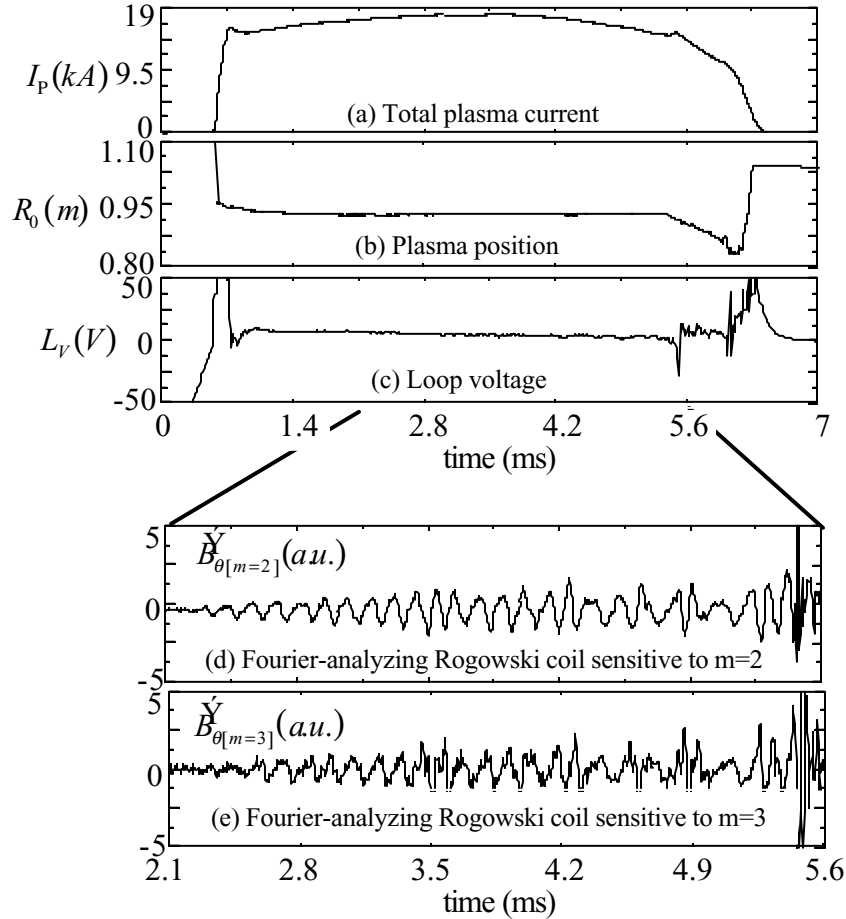 19
I_P(kA) 9.5
(a) Total plasma current
0
1.10
R_0(m) 0.95
(b) Plasma position
0.80
50
L_V(V) 0
(c) Loop voltage
-50
0 1.4 2.8 4.2 5.6 7
time (ms)
5
Ý
B_θ[m=2](a.u.)
0
(d) Fourier-analyzing Rogowski coil sensitive to m=2
-5
5
Ý
B_θ[m=3](a.u.)
0
(e) Fourier-analyzing Rogowski coil sensitive to m=3
-5
2.1 2.8 3.5 4.2 4.9 5.6
time (ms)